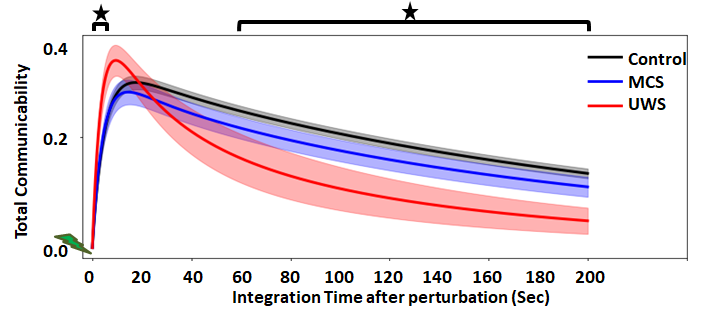 0.4
0.2
0.0
Total Communicability
Control
MCS
UWS
0 20 40 60 80 100 120 140 160 180 200
Integration Time after perturbation (Sec)